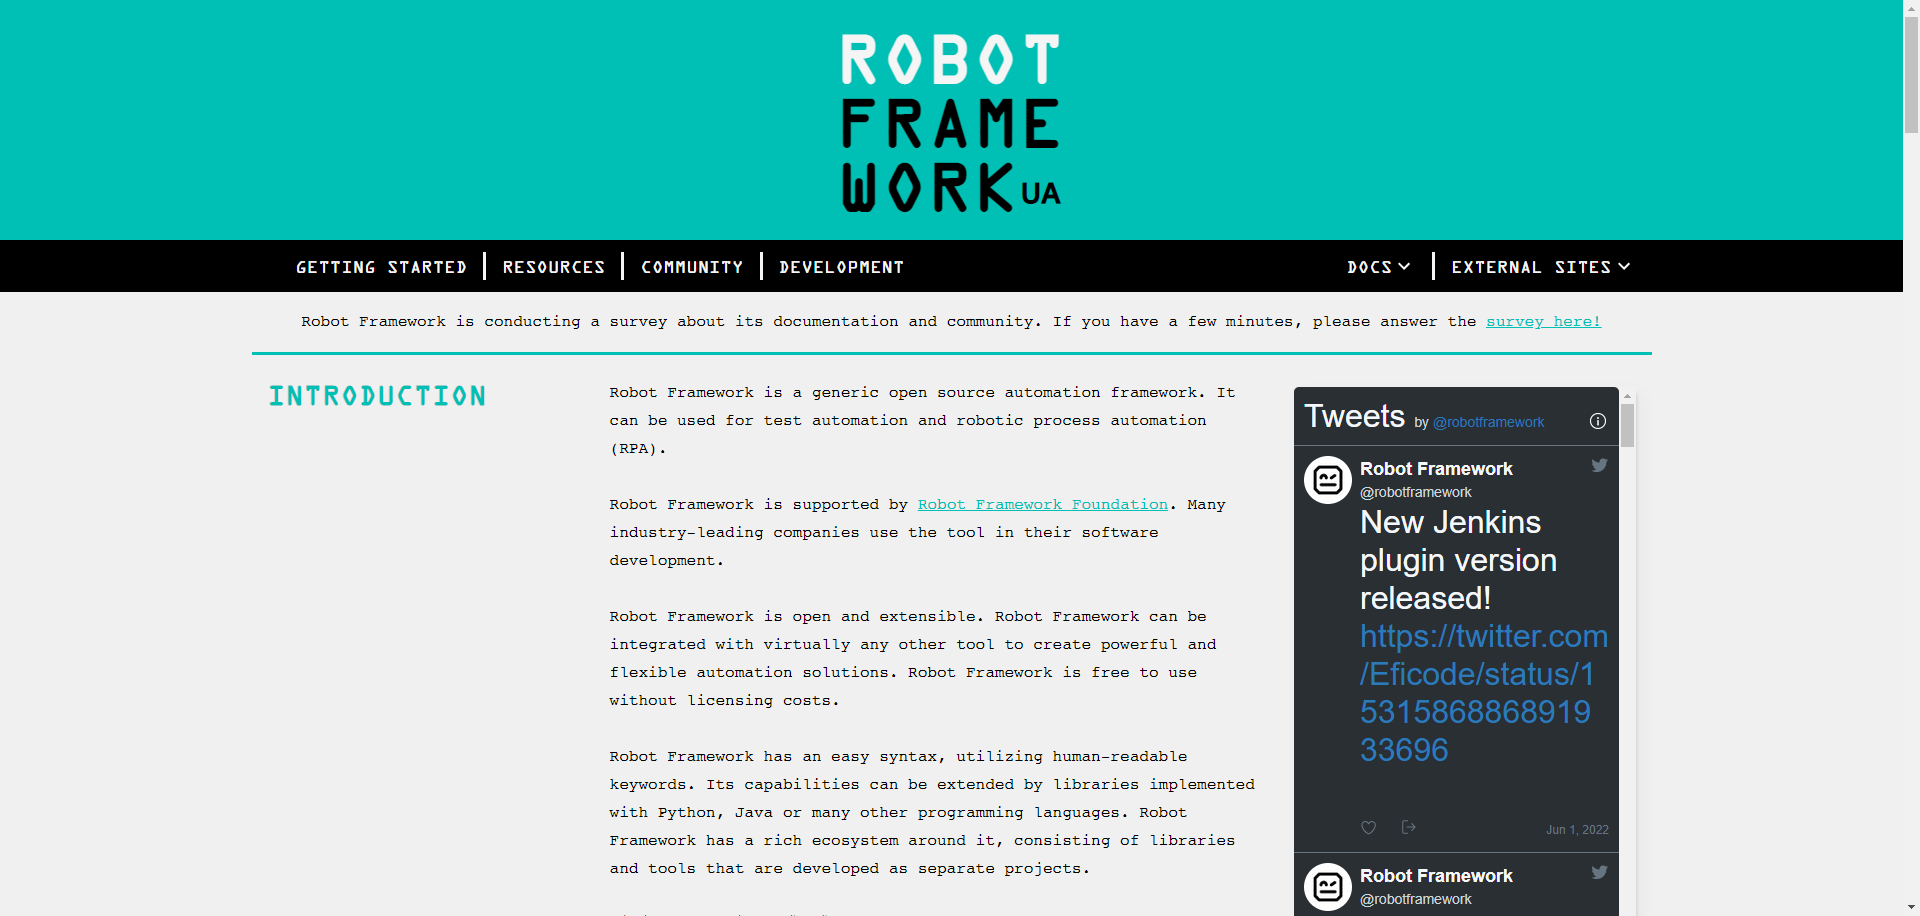 ROBOT
FRAME
WORK UA
GETTING STARTED
RESOURCES
COMMUNITY
DEVELOPMENT
DOCS
EXTERNAL SITES
Robot Framework is conducting a survey about its documentation and community. If you have a few minutes, please answer the survey here!
INTRODUCTION
Robot Framework is a generic open source automation framework. It
can be used for test automation and robotic process automation
(RPA).
Robot Framework is supported by Robot Framework Foundation. Many
industry-leading companies use the tool in their software
development.
Robot Framework is open and extensible. Robot Framework can be
integrated with virtually any other tool to create powerful and
flexible automation solutions. Robot Framework is free to use
without licensing costs.
Robot Framework has an easy syntax, utilizing human-readable
keywords. Its capabilities can be extended by libraries implemented
with Python, Java or many other programming languages. Robot
Framework has a rich ecosystem around it, consisting of libraries
and tools that are developed as separate projects.
Tweets by @robotframework
Robot Framework
@robotframework
New Jenkins
plugin version
released!
https://twitter.com
/Eficode/status/1
5315868868919
33696
Jun 1, 2022
Robot Framework
@robotframework